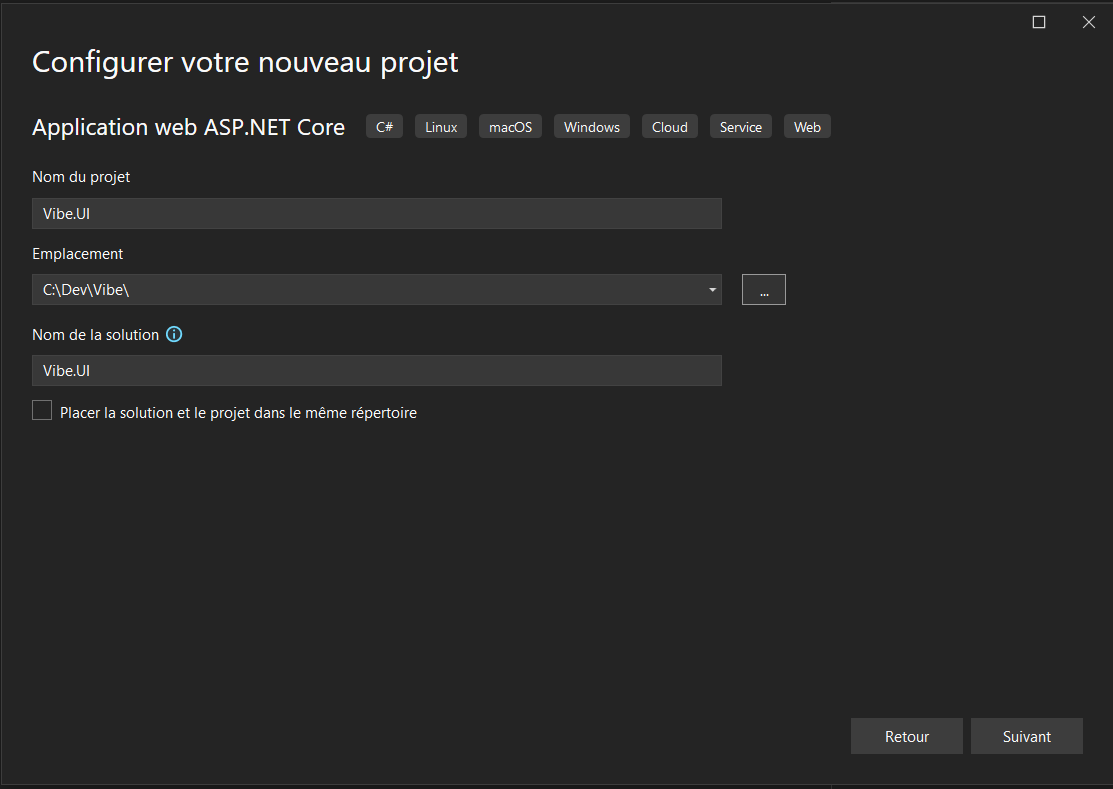 Configurer votre nouveau projet
Application web ASP.NET Core C# Linux macOS Windows Cloud Service Web
Nom du projet
Vibe.UI
Emplacement
C:\Dev\Vibe\
...
Nom de la solution
Vibe.UI
Placer la solution et le projet dans le même répertoire
Retour Suivant